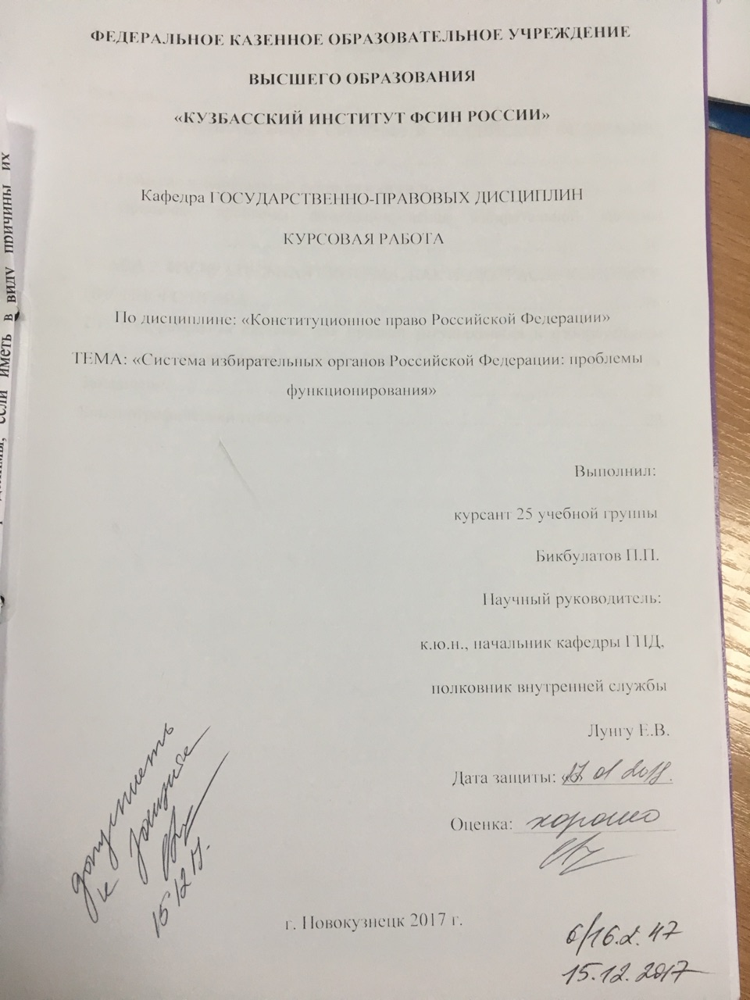 ФЕДЕРАЛЬНОЕ КАЗЕННОЕ ОБРАЗОВАТЕЛЬНОЕ УЧРЕЖДЕНИЕ
ВЫСШЕГО ОБРАЗОВАНИЯ
«КУЗБАССКИЙ ИНСТИТУТ ФСИН РОССИИ»
Кафедра ГОСУДАРСТВЕННО-ПРАВОВЫХ ДИСЦИПЛИН
КУРСОВАЯ РАБОТА
По дисциплине: «Конституционное право Российской Федерации»
ТЕМА: «Система избирательных органов Российской Федерации: проблемы
функционирования»
Выполнил:
курсант 25 учебной группы
Бикбулатов П.П.
Научный руководитель:
к.ю.н., начальник кафедры ГПД,
полковник внутренней службы
Лунгу Е.В.
Дата защиты: «17 01 2018.
Оценка: хорошо
допустить
к защите
15 12 17.
г. Новокузнецк 2017 г.
6/16.2.47
15.12.2017
если иметь в виду причины их